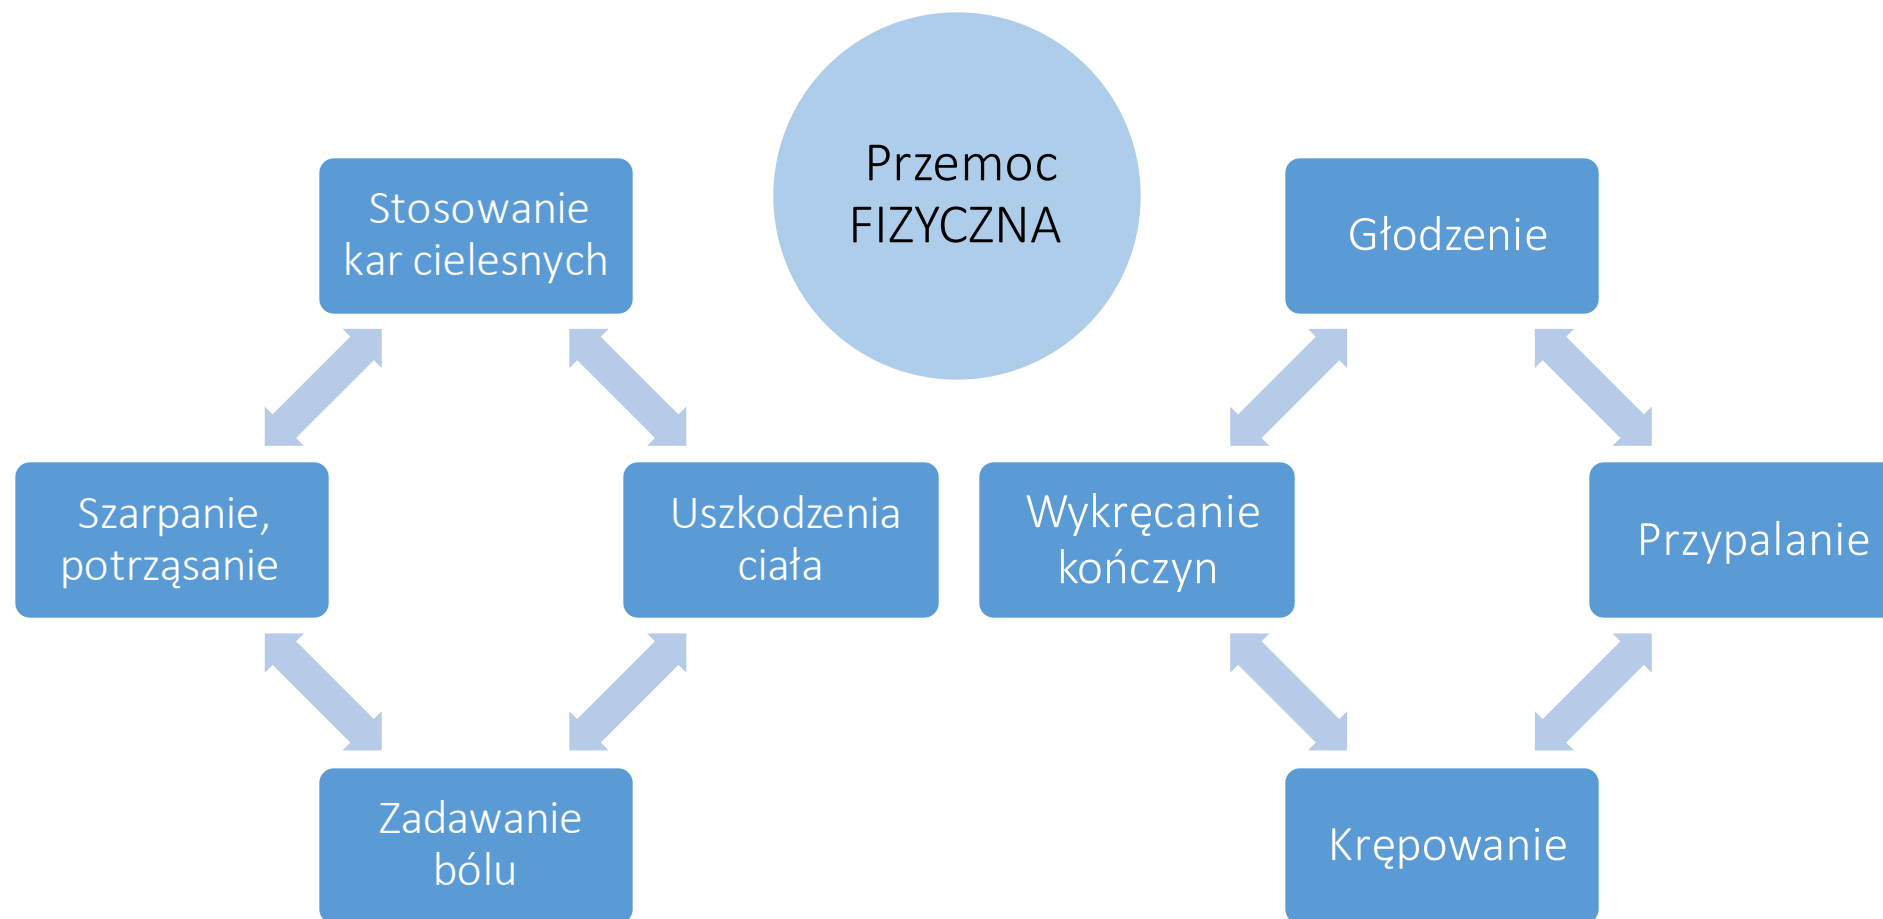 Przemoc
FIZYCZNA
Stosowanie
kar cielesnych
Szarpanie,
potrząsanie
Uszkodzenia
ciała
Zadawanie
bólu
Głodzenie
Wykręcanie
kończyn
Przypalanie
Krępowanie